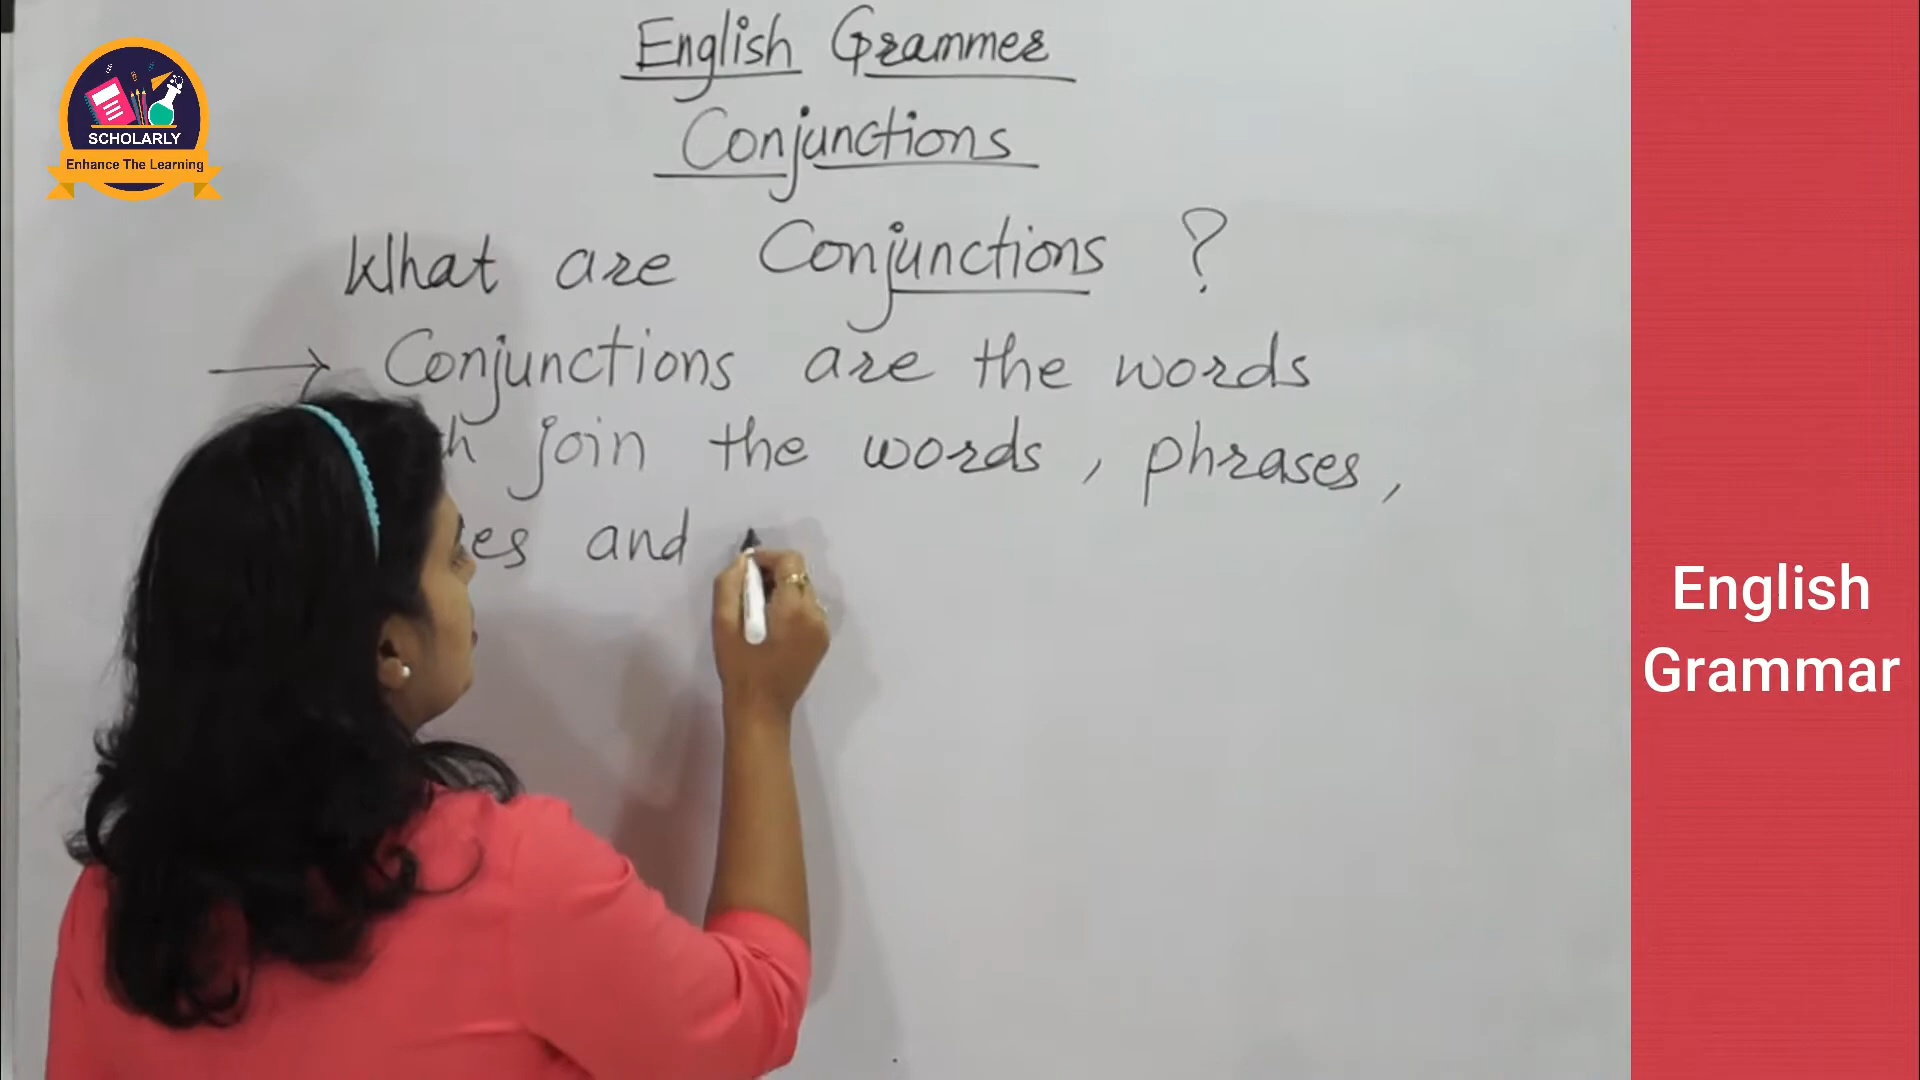 English Grammer
Conjunctions
SCHOLARLY
Enhance The Learning
What are Conjunctions ?
→ Conjunctions are the words
join the words, phrases,
and
English
Grammar